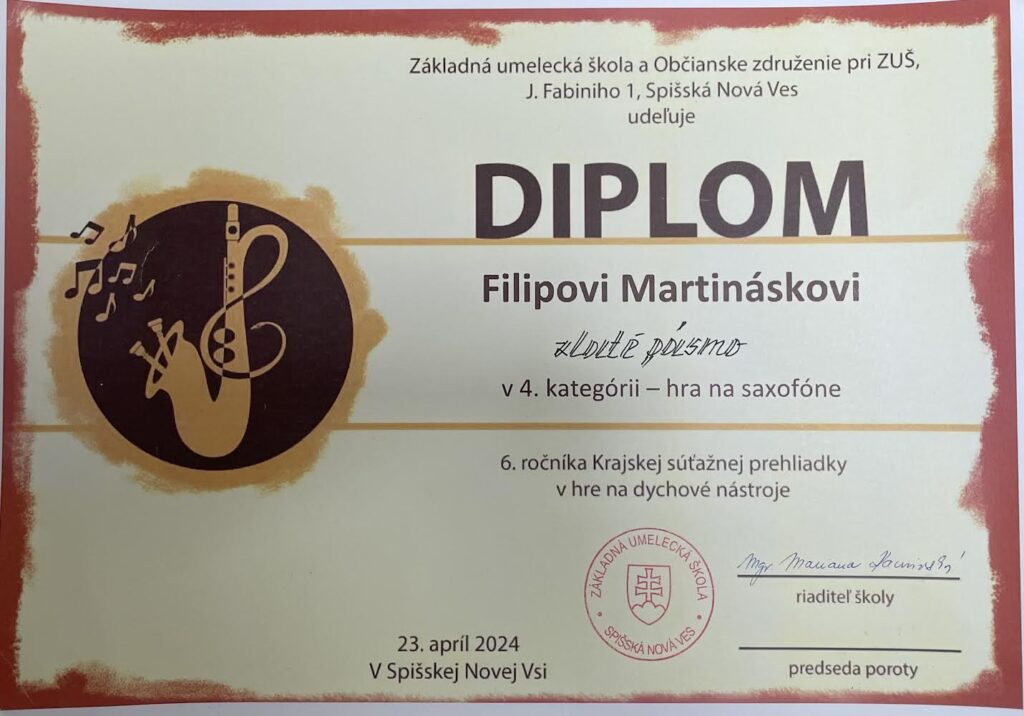 Základná umelecká škola a Občianske združenie pri ZUŠ,
J. Fabiniho 1, Spišská Nová Ves
udeľuje
DIPLOM
Filipovi Martináskovi
zlaté pásmo
v 4. kategórii – hra na saxofóne
6. ročníka Krajskej súťažnej prehliadky
v hre na dychové nástroje
ZÁKLADNÁ UMELECKÁ ŠKOLA
SPIŠSKÁ NOVÁ VES
Mgr Mariana
riaditeľ školy
23. apríl 2024
V Spišskej Novej Vsi
predseda poroty